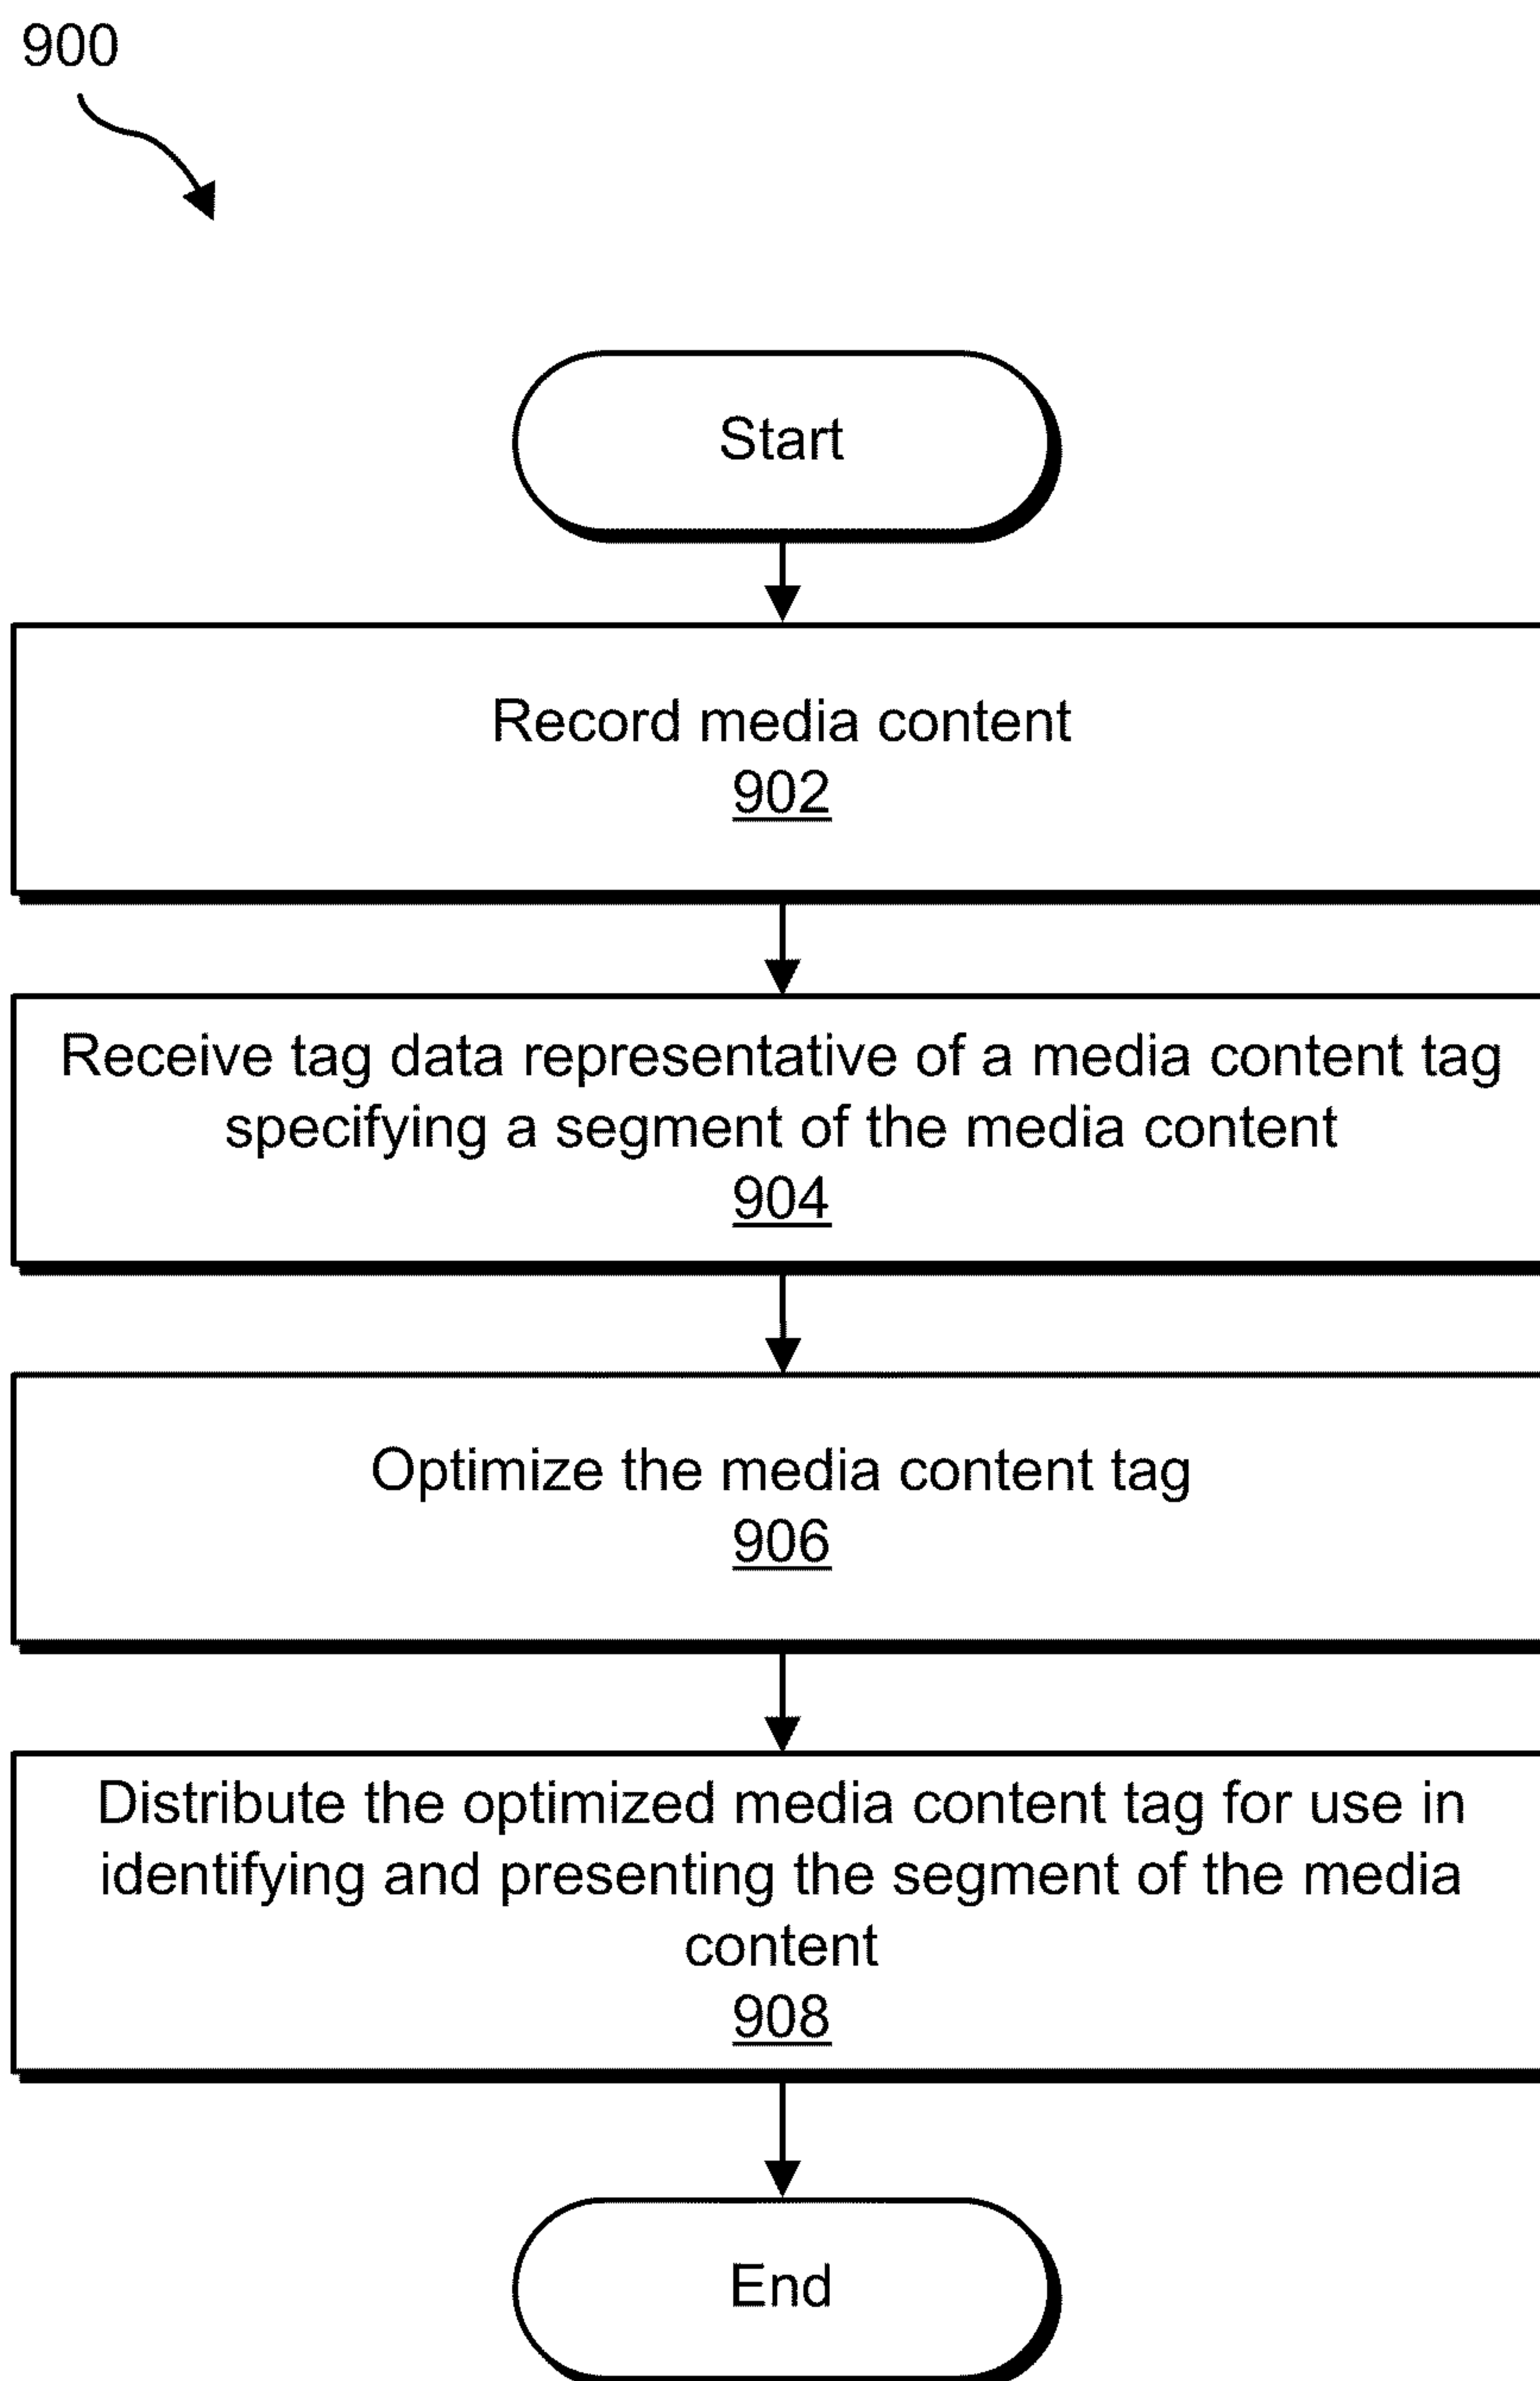 900
Start
Record media content
902
Receive tag data representative of a media content tag
specifying a segment of the media content
904
Optimize the media content tag
906
Distribute the optimized media content tag for use in
identifying and presenting the segment of the media
content
908
End